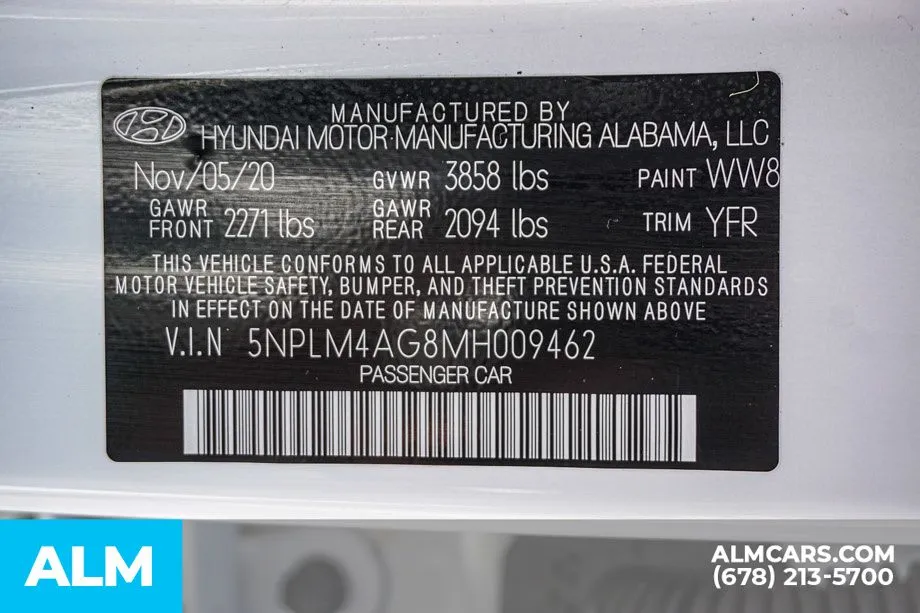 MANUFACTURED BY
HYUNDAI MOTOR MANUFACTURING ALABAMA, LLC
Nov/05/20 GVWR 3858 lbs PAINT WW8
GAWR FRONT 2271 lbs GAWR REAR 2094 lbs TRIM YFR
THIS VEHICLE CONFORMS TO ALL APPLICABLE U.S.A. FEDERAL
MOTOR VEHICLE SAFETY, BUMPER, AND THEFT PREVENTION STANDARDS
IN EFFECT ON THE DATE OF MANUFACTURE SHOWN ABOVE
V.I.N 5NPLM4AG8MH009462
PASSENGER CAR
ALM
ALMCARS.COM
(678) 213-5700